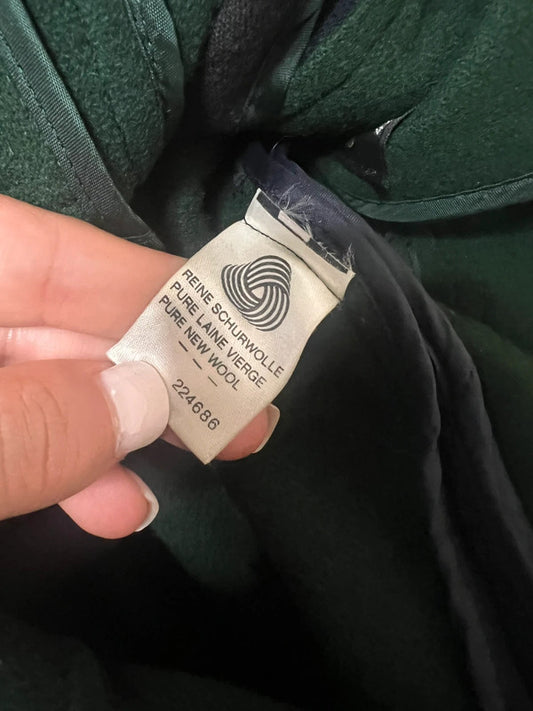 REINE SCHURWOLLE
PURE LAINE VIERGE
PURE NEW WOOL
— — —
224686